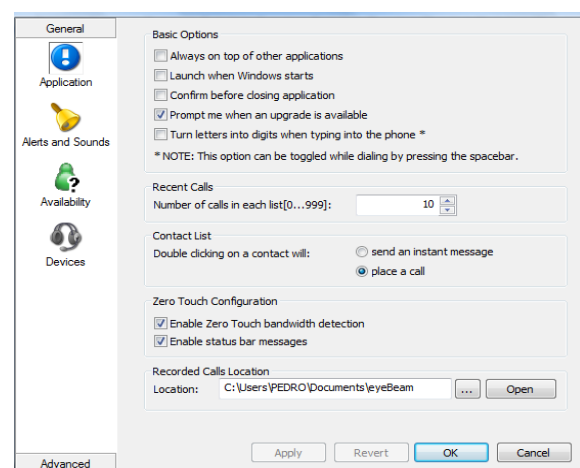 General
Application
Alerts and Sounds
Availability
Devices
Advanced
Basic Options
Always on top of other applications
Launch when Windows starts
Confirm before closing application
Prompt me when an upgrade is available
Turn letters into digits when typing into the phone *
* NOTE: This option can be toggled while dialing by pressing the spacebar.
Recent Calls
Number of calls in each list[0...999]: 10
Contact List
Double clicking on a contact will: send an instant message
place a call
Zero Touch Configuration
Enable Zero Touch bandwidth detection
Enable status bar messages
Recorded Calls Location
Location: C:\Users\PEDRO\Documents\eyeBeam ... Open
Apply Revert OK Cancel